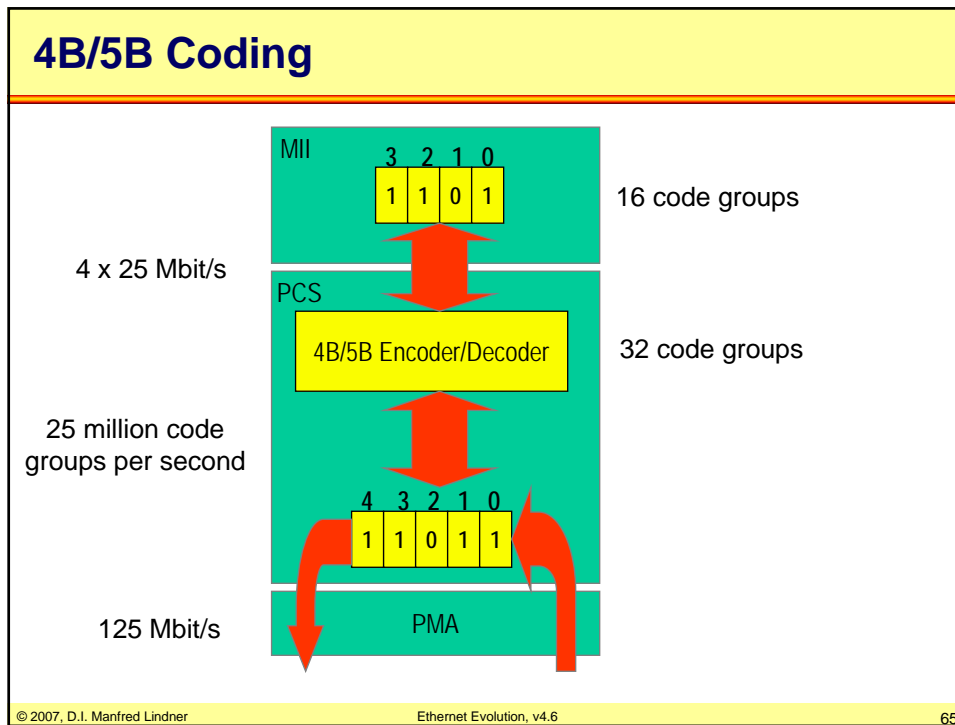 4B/5B Coding
MII
3 2 1 0
1 1 0 1
16 code groups
4 x 25 Mbit/s
PCS
4B/5B Encoder/Decoder
32 code groups
25 million code
groups per second
4 3 2 1 0
1 1 0 1 1
125 Mbit/s
PMA
© 2007, D.I. Manfred Lindner
Ethernet Evolution, v4.6
65